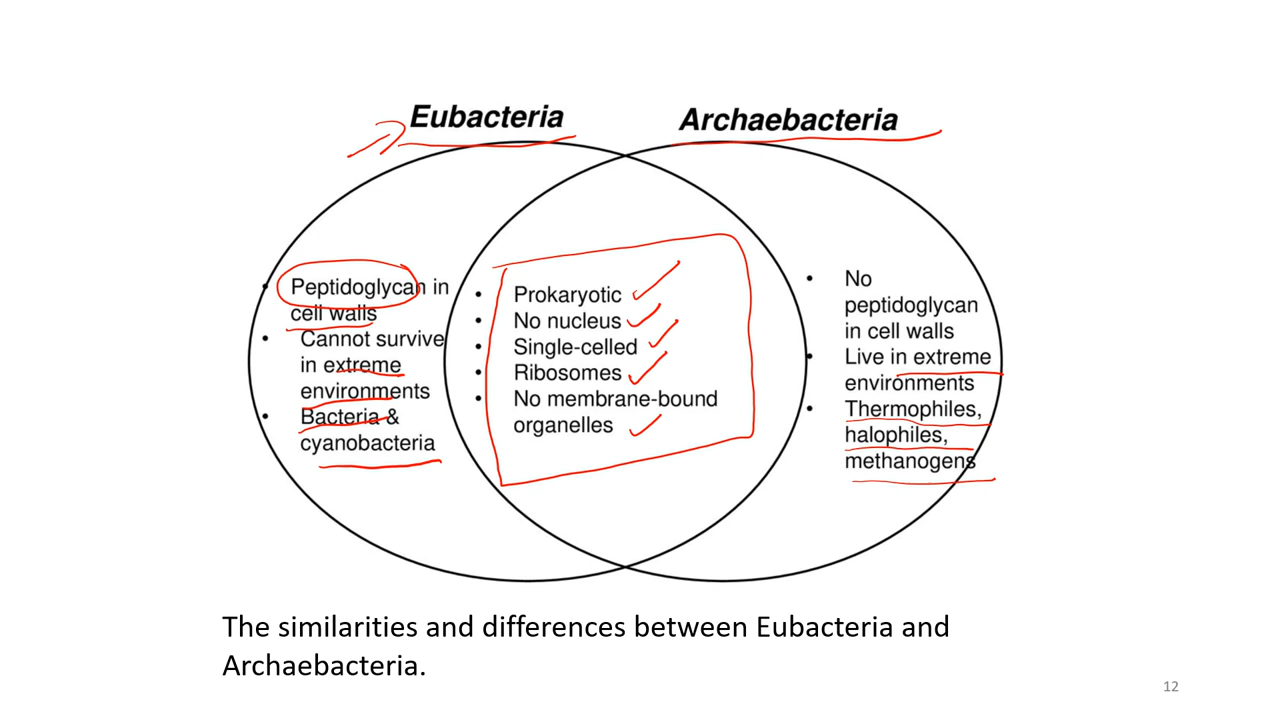 Eubacteria
Archaebacteria
• Peptidoglycan in
cell walls
• Cannot survive
in extreme
environments
• Bacteria &
cyanobacteria
• Prokaryotic
• No nucleus
• Single-celled
• Ribosomes
• No membrane-bound
organelles
• No
peptidoglycan
in cell walls
• Live in extreme
environments
• Thermophiles,
halophiles,
methanogens
The similarities and differences between Eubacteria and
Archaebacteria.
12